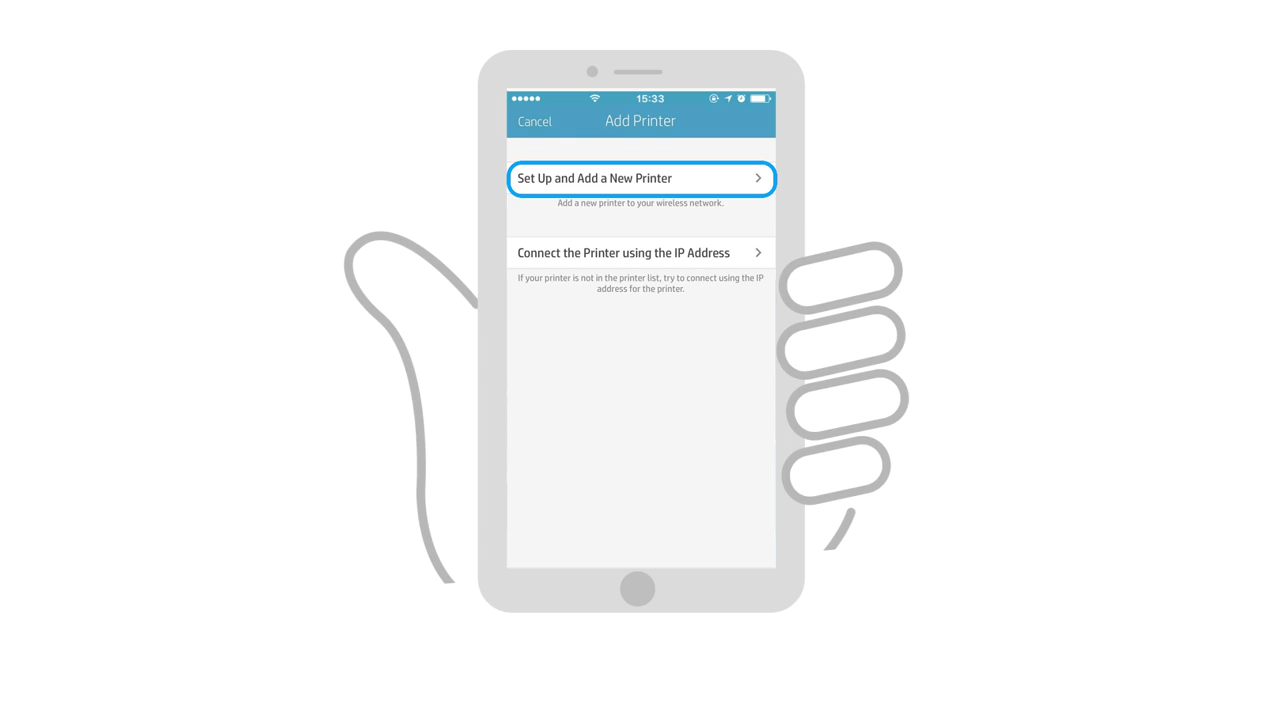 15:33
Cancel
Add Printer
Set Up and Add a New Printer
Add a new printer to your wireless network.
Connect the Printer using the IP Address
If your printer is not in the printer list, try to connect using the IP
address for the printer.